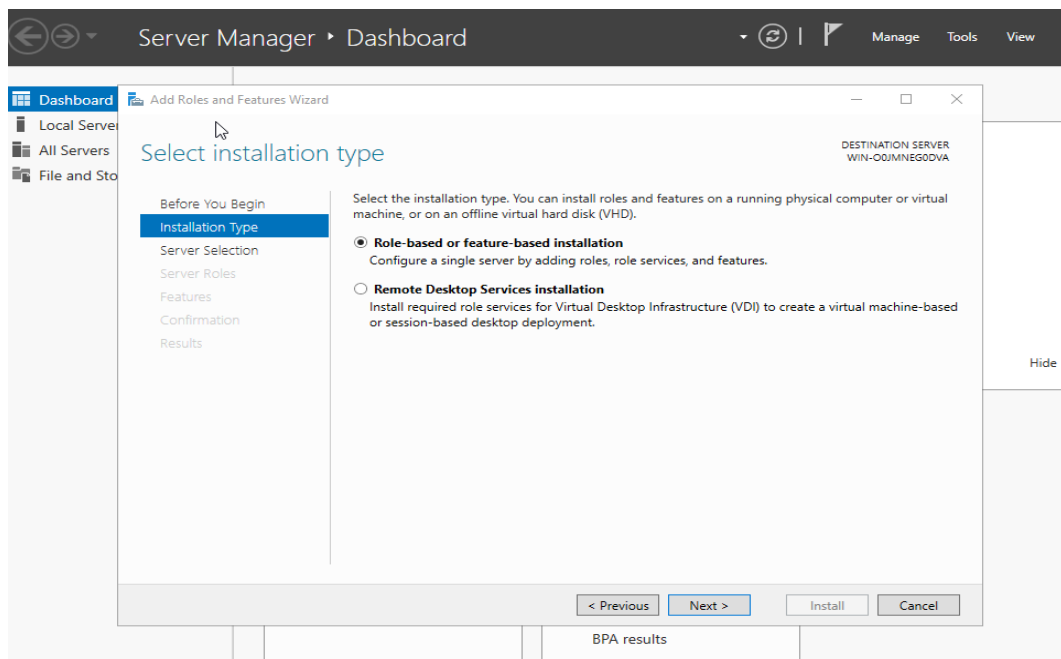 Server Manager ‣ Dashboard
Manage Tools View
Dashboard
Local Server
All Servers
File and Sto
Add Roles and Features Wizard
Select installation type
DESTINATION SERVER
WIN-O0JMNEG0DVA
Before You Begin
Installation Type
Server Selection
Server Roles
Features
Confirmation
Results
Select the installation type. You can install roles and features on a running physical computer or virtual
machine, or on an offline virtual hard disk (VHD).
Role-based or feature-based installation
Configure a single server by adding roles, role services, and features.
Remote Desktop Services installation
Install required role services for Virtual Desktop Infrastructure (VDI) to create a virtual machine-based
or session-based desktop deployment.
Hide
< Previous Next > Install Cancel
BPA results